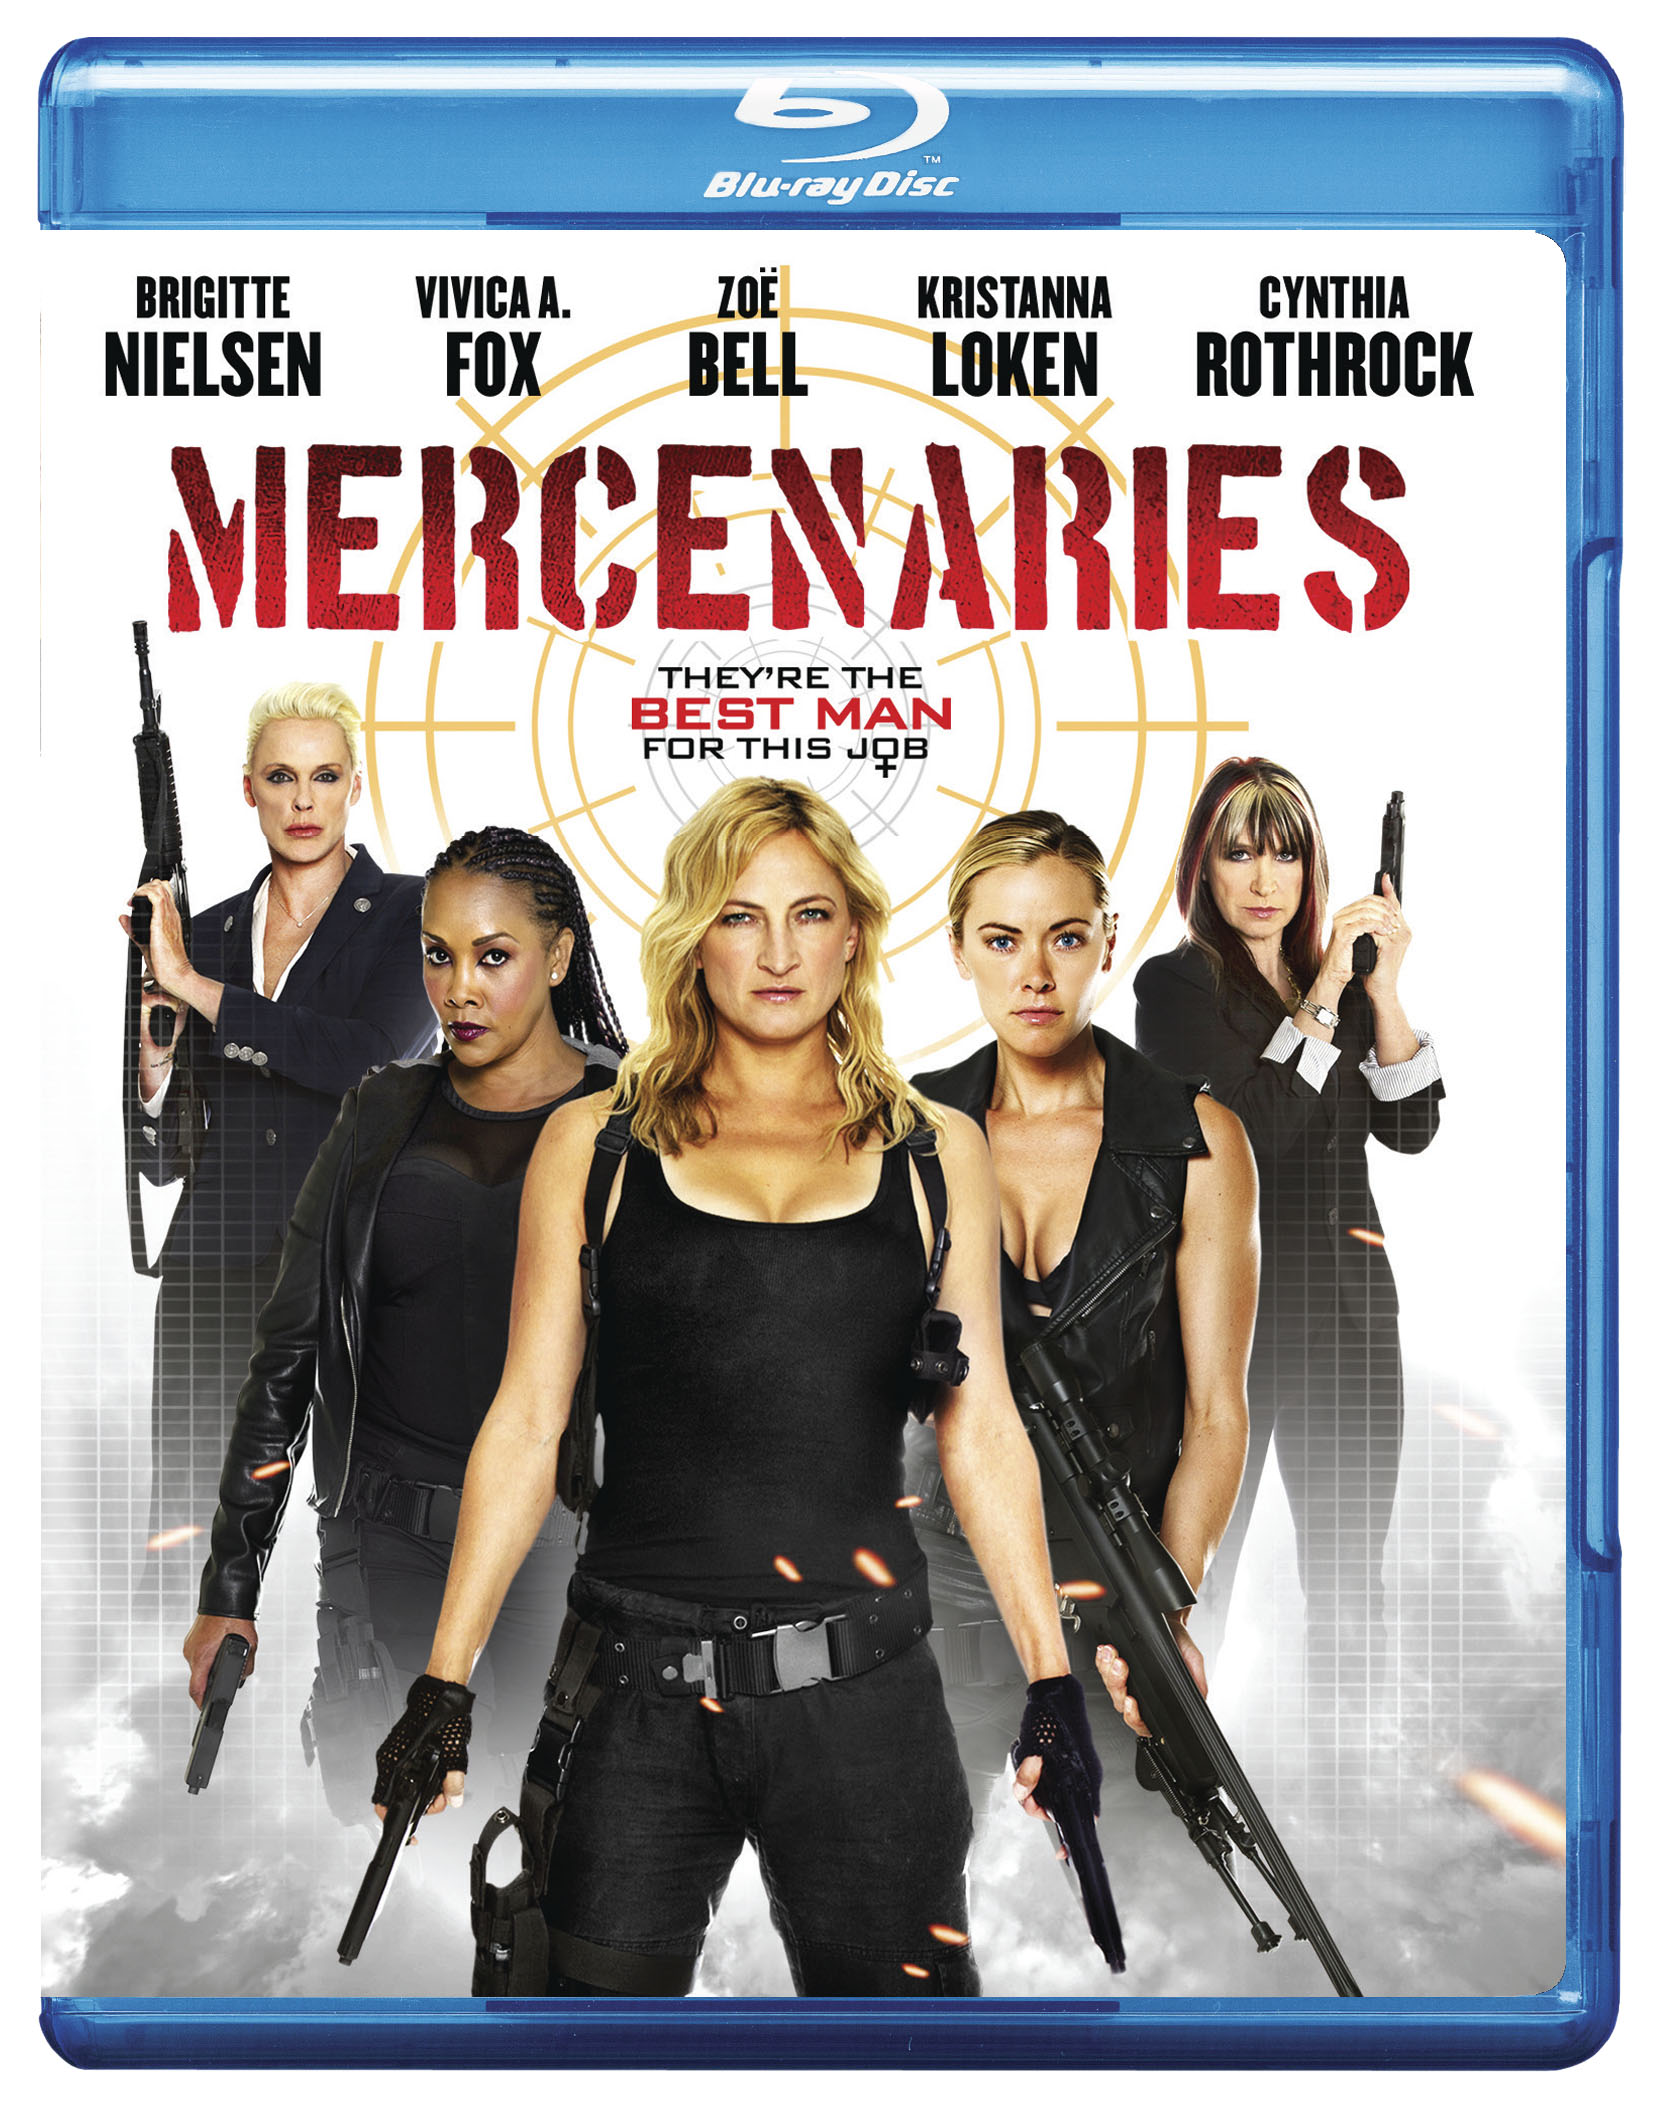 Blu-ray Disc™
BRIGITTE NIELSEN
VIVICA A. FOX
ZOË BELL
KRISTANNA LOKEN
CYNTHIA ROTHROCK
MERCENARIES
THEY'RE THE
BEST MAN
FOR THIS JOB